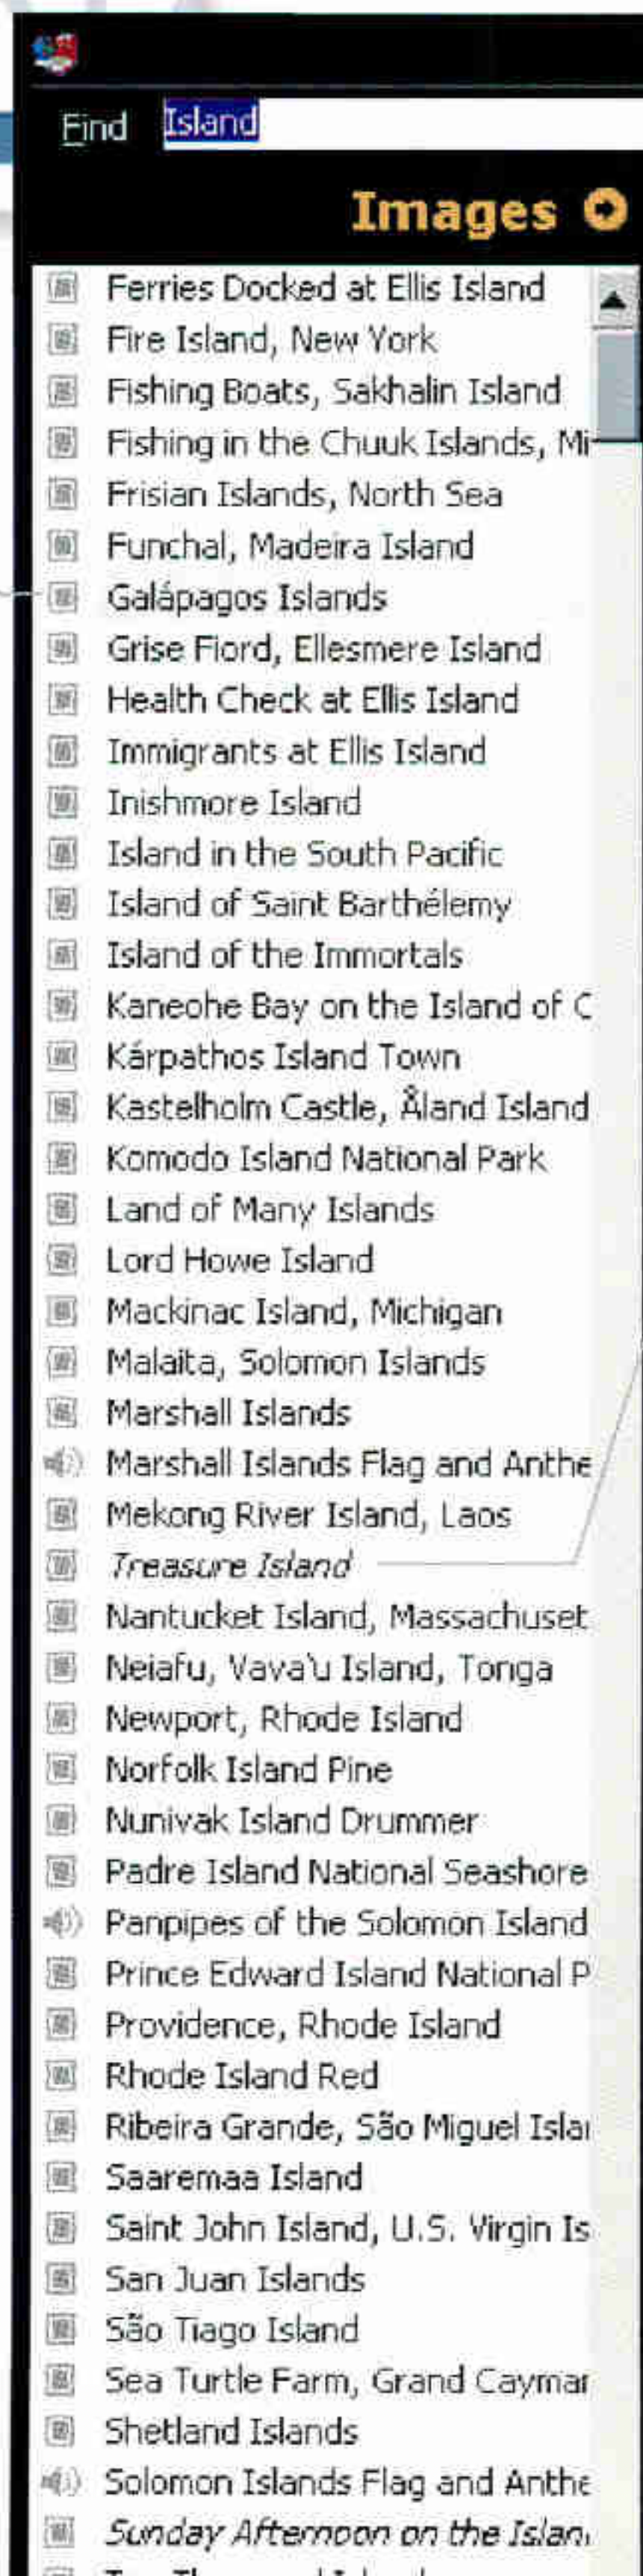 Find Island
Images
Ferries Docked at Ellis Island
Fire Island, New York
Fishing Boats, Sakhalin Island
Fishing in the Chuuk Islands, Mi
Frisian Islands, North Sea
Funchal, Madeira Island
Galápagos Islands
Grise Fiord, Ellesmere Island
Health Check at Ellis Island
Immigrants at Ellis Island
Inishmore Island
Island in the South Pacific
Island of Saint Barthélemy
Island of the Immortals
Kaneohe Bay on the Island of
Kárpathos Island Town
Kastelholm Castle, Åland Island
Komodo Island National Park
Land of Many Islands
Lord Howe Island
Mackinac Island, Michigan
Malaita, Solomon Islands
Marshall Islands
Marshall Islands Flag and Anthe
Mekong River Island, Laos
Treasure Island
Nantucket Island, Massachuset
Neiafu, Vava'u Island, Tonga
Newport, Rhode Island
Norfolk Island Pine
Nunivak Island Drummer
Padre Island National Seashore
Panpipes of the Solomon Island
Prince Edward Island National P
Providence, Rhode Island
Rhode Island Red
Ribeira Grande, São Miguel Isla
Saaremaa Island
Saint John Island, U.S. Virgin Is
San Juan Islands
São Tiago Island
Sea Turtle Farm, Grand Cayma
Shetland Islands
Solomon Islands Flag and Anthe
Sunday Afternoon on the Islan